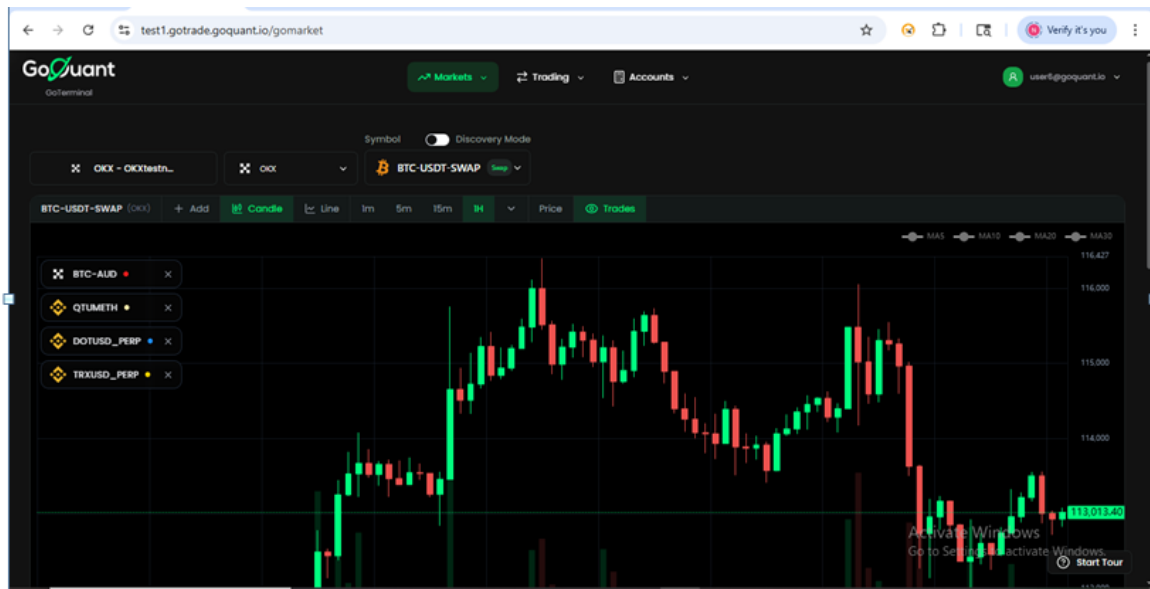 test1.gotrade.goquant.io/gomarket
Verify it's you
GoQuant
GoTerminal
Markets
Trading
Accounts
R
user6@goquant.io
Symbol
Discovery Mode
OKX - OKXtestn...
OKX
BTC-USDT-SWAP
Swap
BTC-USDT-SWAP (OKX)
+ Add
Candle
Line
1m
5m
15m
1H
Price
Trades
MA5
MA10
MA20
MA30
116,427
BTC-AUD
116,000
QTUMETH
DOTUSD_PERP
115,000
TRXUSD_PERP
114,000
113,013.40
Activate Windows
Go to Settings to activate Windows.
Start Tour